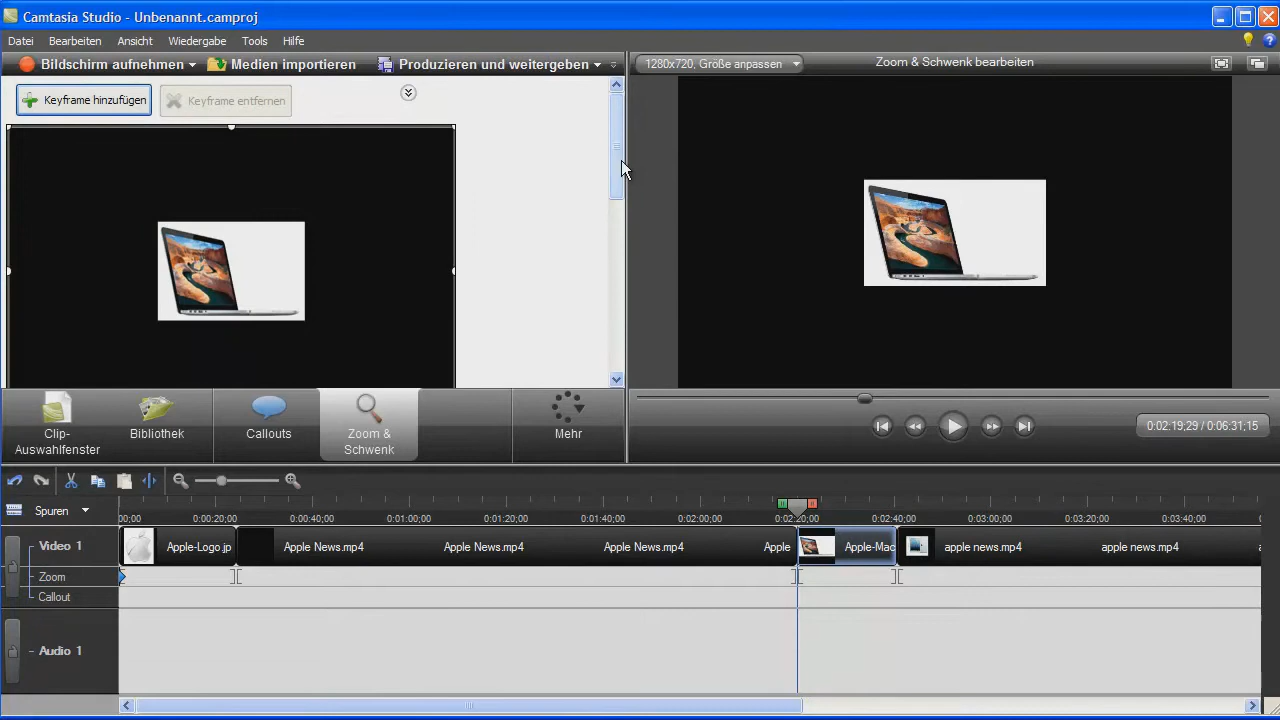 Camtasia Studio - Unbenannt.camproj
Datei Bearbeiten Ansicht Wiedergabe Tools Hilfe
Bildschirm aufnehmen Medien importieren Produzieren und weitergeben
1280x720, Größe anpassen Zoom & Schwenk bearbeiten
Keyframe hinzufügen Keyframe entfernen
Clip-Auswahlfenster Bibliothek Callouts Zoom & Schwenk Mehr
0:02:19;29 / 0:06:31;15
Spuren 00;00 0:00:20;00 0:00:40;00 0:01:00;00 0:01:20;00 0:01:40;00 0:02:00;00 0:02:20;00 0:02:40;00 0:03:00;00 0:03:20;00 0:03:40;00
Video 1 Apple-Logo.jp Apple News.mp4 Apple News.mp4 Apple News.mp4 Apple Apple-Mac apple news.mp4 apple news.mp4
Zoom
Callout
Audio 1